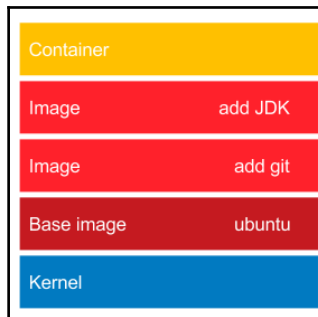 Container
Image add JDK
Image add git
Base image ubuntu
Kernel